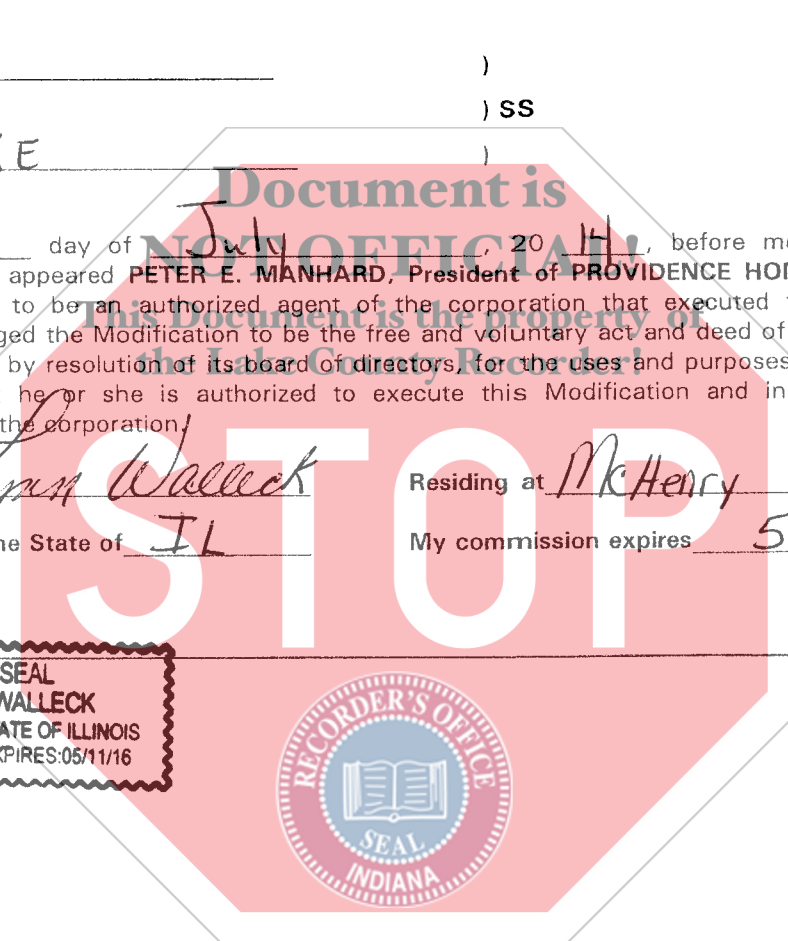 )
) SS
KE )
Document is
day of July, 20 14, before me
NOT OFFICIAL!
appeared PETER E. MANHARD, President of PROVIDENCE HOM
to be an authorized agent of the corporation that executed
This Document is the property of
ged the Modification to be the free and voluntary act and deed of
the Lake County Recorder!
by resolution of its board of directors, for the uses and purposes
he or she is authorized to execute this Modification and in
the corporation.
STOP
Walleck Residing at McHenry
he State of IL My commission expires 5
SEAL
WALLECK
ATE OF ILLINOIS
XPIRES:05/11/16
RECORDER'S OFFICE
SEAL
INDIANA